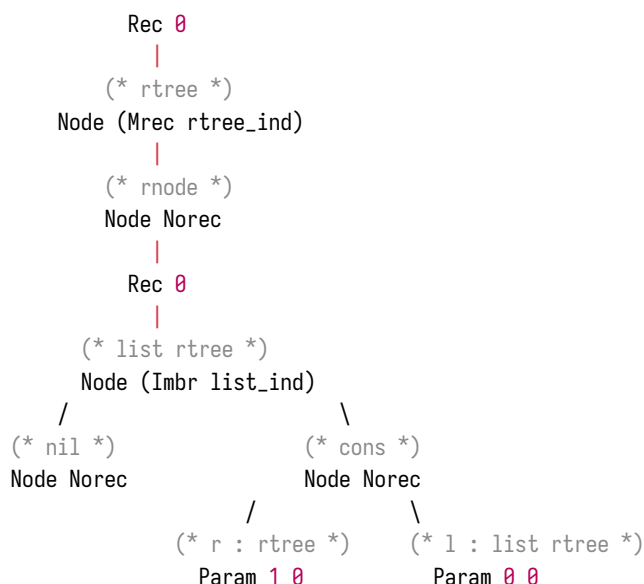 Rec 0
(* rtree *)
Node (Mrec rtree_ind)
(* rnode *)
Node Norec
Rec 0
(* list rtree *)
Node (Imbr list_ind)
(* nil *) (* cons *)
Node Norec Node Norec
(* r : rtree *) (* l : list rtree *)
Param 1 0 Param 0 0